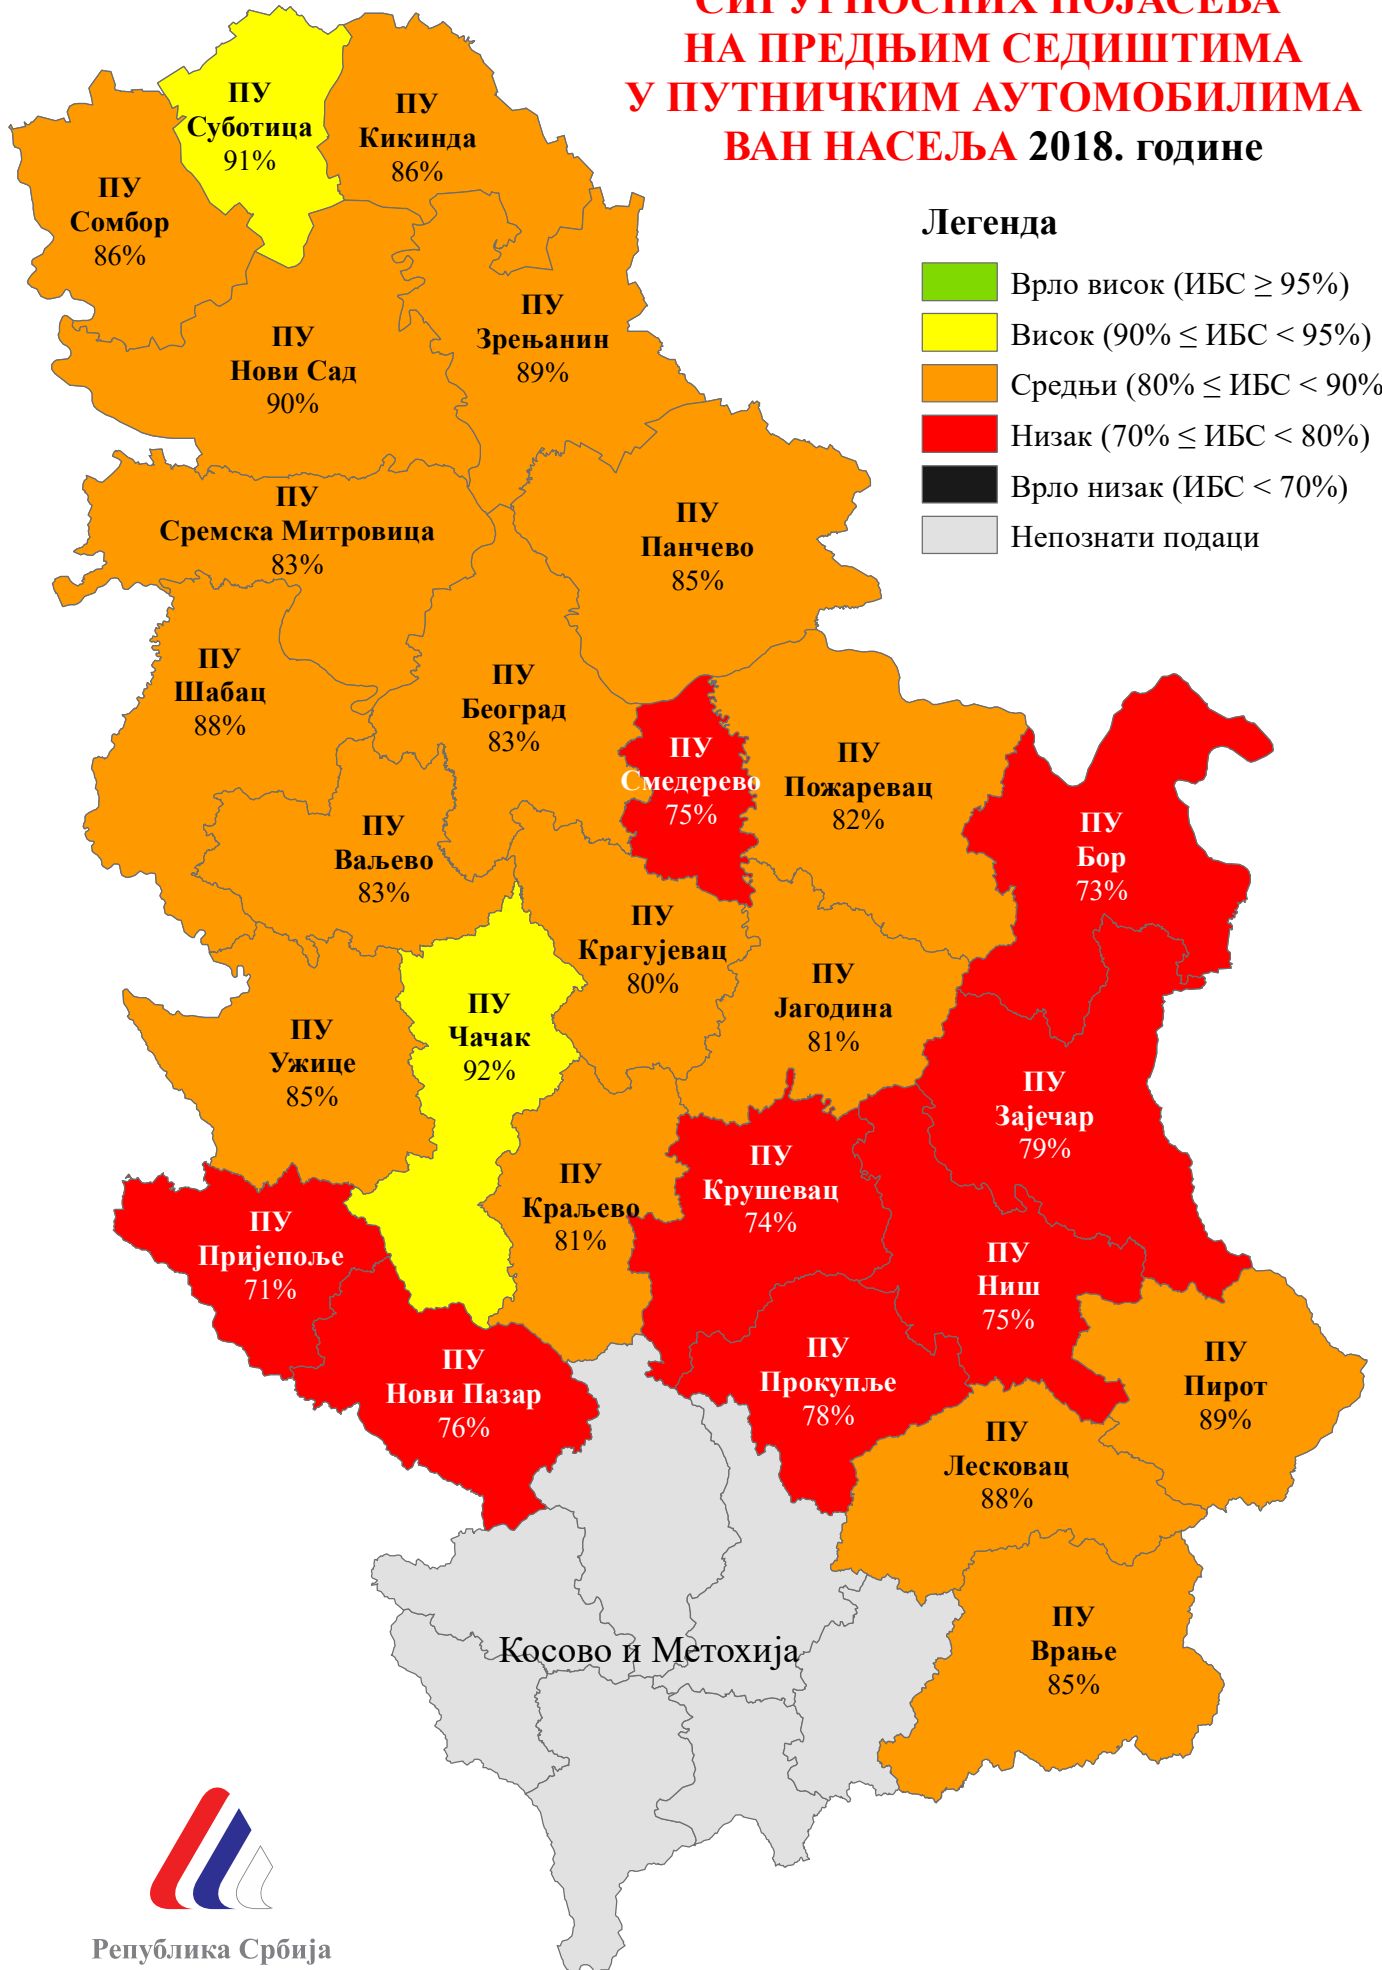 НА ПРЕДЊИМ СЕДИШТИМА
У ПУТНИЧКИМ АУТОМОБИЛИМА
ВАН НАСЕЉА 2018. године
Легенда
Врло висок (ИБС ≥ 95%)
Висок (90% ≤ ИБС < 95%)
Средњи (80% ≤ ИБС < 90%
Низак (70% ≤ ИБС < 80%)
Врло низак (ИБС < 70%)
Непознати подаци
ПУ
Суботица
91%
ПУ
Кикинда
86%
ПУ
Сомбор
86%
ПУ
Зрењанин
89%
ПУ
Нови Сад
90%
ПУ
Сремска Митровица
83%
ПУ
Панчево
85%
ПУ
Шабац
88%
ПУ
Београд
83%
ПУ
Смедерево
75%
ПУ
Пожаревац
82%
ПУ
Бор
73%
ПУ
Ваљево
83%
ПУ
Крагујевац
80%
ПУ
Јагодина
81%
ПУ
Чачак
92%
ПУ
Ужице
85%
ПУ
Зајечар
79%
ПУ
Крушевац
74%
ПУ
Краљево
81%
ПУ
Пријепоље
71%
ПУ
Ниш
75%
ПУ
Нови Пазар
76%
ПУ
Прокупље
78%
ПУ
Пирот
89%
ПУ
Лесковац
88%
ПУ
Врање
85%
Косово и Метохија
Република Србија